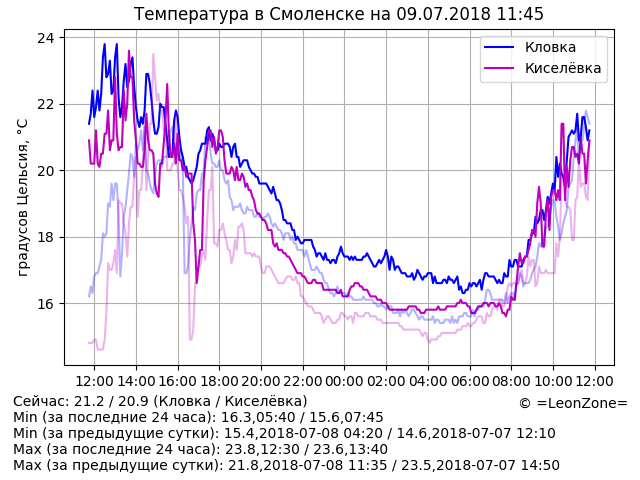 Температура в Смоленске на 09.07.2018 11:45
градусов Цельсия, °C
24
22
20
18
16
Кловка
Киселёвка
12:00 14:00 16:00 18:00 20:00 22:00 00:00 02:00 04:00 06:00 08:00 10:00 12:00
Сейчас: 21.2 / 20.9 (Кловка / Киселёвка)
© =LeonZone=
Min (за последние 24 часа): 16.3,05:40 / 15.6,07:45
Min (за предыдущие сутки): 15.4,2018-07-08 04:20 / 14.6,2018-07-07 12:10
Max (за последние 24 часа): 23.8,12:30 / 23.6,13:40
Max (за предыдущие сутки): 21.8,2018-07-08 11:35 / 23.5,2018-07-07 14:50